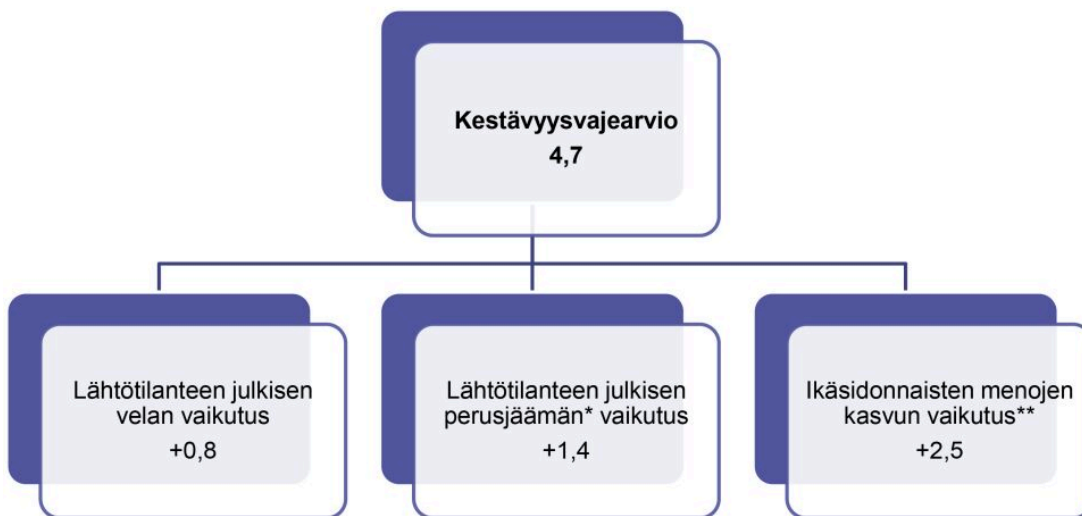 Kestävyysvajearvio
4,7
Lähtötilanteen julkisen
velan vaikutus
+0,8
Lähtötilanteen julkisen
perusjäämän* vaikutus
+1,4
Ikäsidonnaisten menojen
kasvun vaikutus**
+2,5